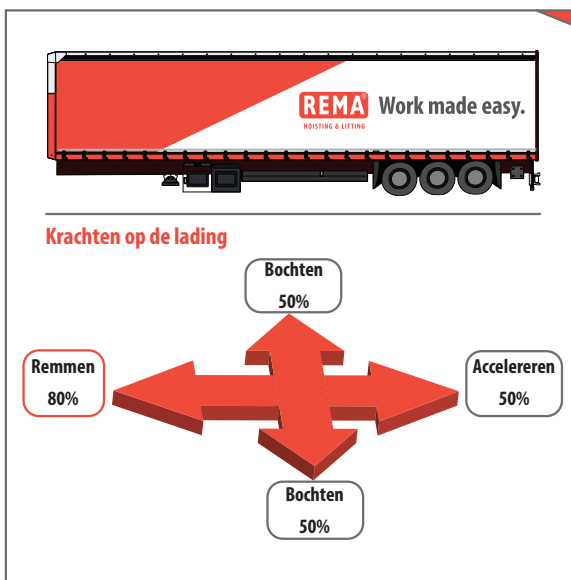 REMA®
HOISTING & LIFTING
Work made easy.
Krachten op de lading
Bochten
50%
Remmen
80%
Accelereren
50%
Bochten
50%